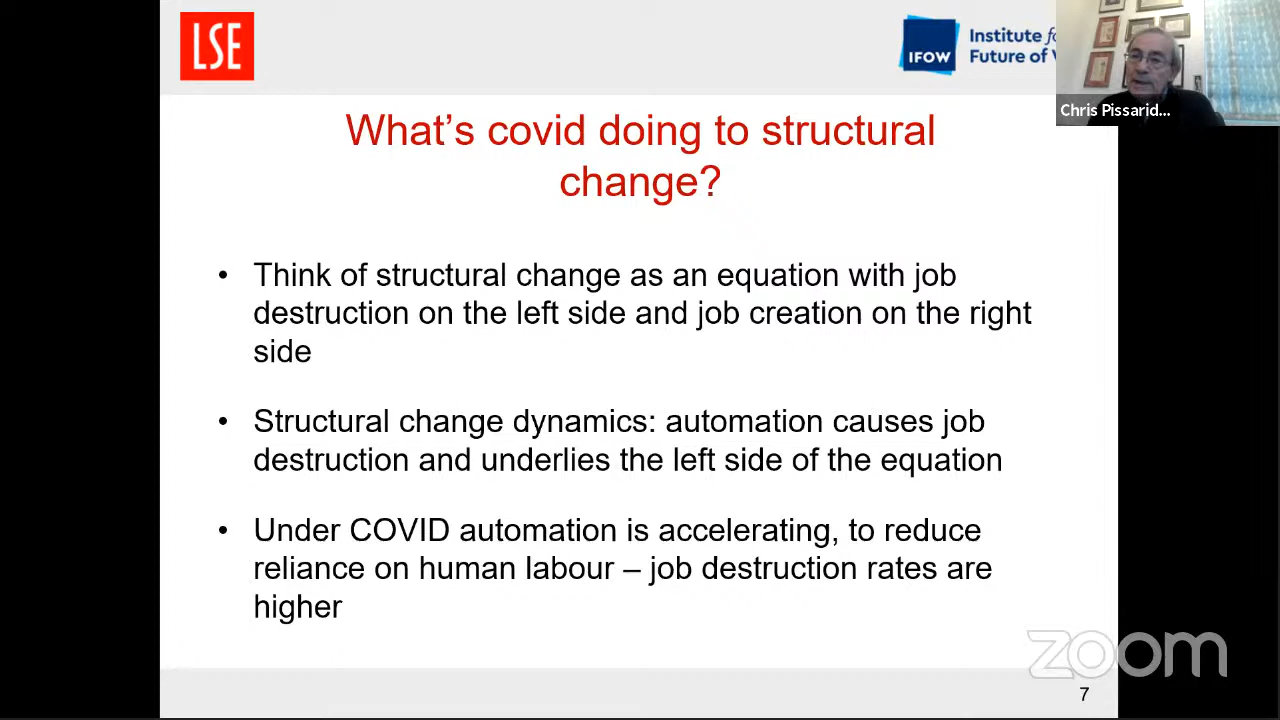 LSE
IFOW
Institute for
Future of
Chris Pissarid...
What's covid doing to structural
change?
• Think of structural change as an equation with job
destruction on the left side and job creation on the right
side
• Structural change dynamics: automation causes job
destruction and underlies the left side of the equation
• Under COVID automation is accelerating, to reduce
reliance on human labour – job destruction rates are
higher
zoom
7